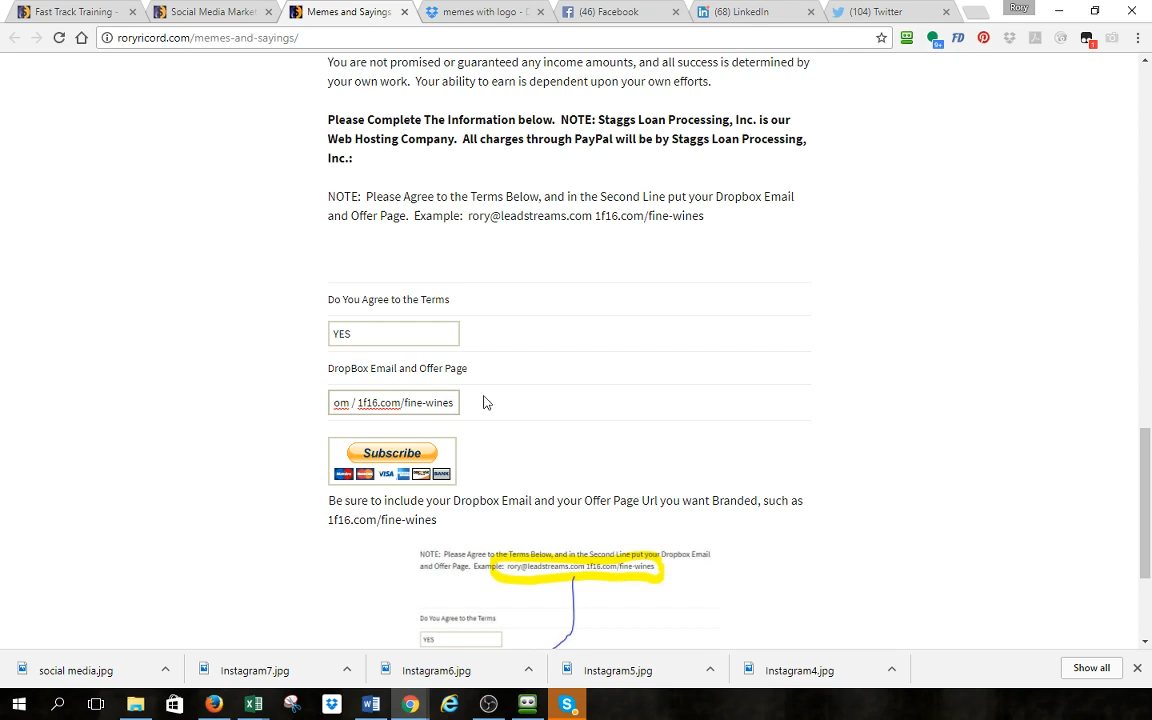 Fast Track Training -
Social Media Market
Memes and Sayings
memes with logo - D
(46) Facebook
(68) LinkedIn
(104) Twitter
Rory
roryricord.com/memes-and-sayings/
You are not promised or guaranteed any income amounts, and all success is determined by
your own work. Your ability to earn is dependent upon your own efforts.
Please Complete The Information below. NOTE: Staggs Loan Processing, Inc. is our
Web Hosting Company. All charges through PayPal will be by Staggs Loan Processing,
Inc.:
NOTE: Please Agree to the Terms Below, and in the Second Line put your Dropbox Email
and Offer Page. Example: rory@leadstreams.com 1f16.com/fine-wines
Do You Agree to the Terms
YES
DropBox Email and Offer Page
om / 1f16.com/fine-wines
Subscribe
VISA
BANK
Be sure to include your Dropbox Email and your Offer Page Url you want Branded, such as
1f16.com/fine-wines
NOTE: Please Agree to the Terms Below, and in the Second Line put your Dropbox Email
and Offer Page. Example: rory@leadstreams.com 1f16.com/fine-wines
Do You Agree to the Terms
YES
social media.jpg
Instagram7.jpg
Instagram6.jpg
Instagram5.jpg
Instagram4.jpg
Show all